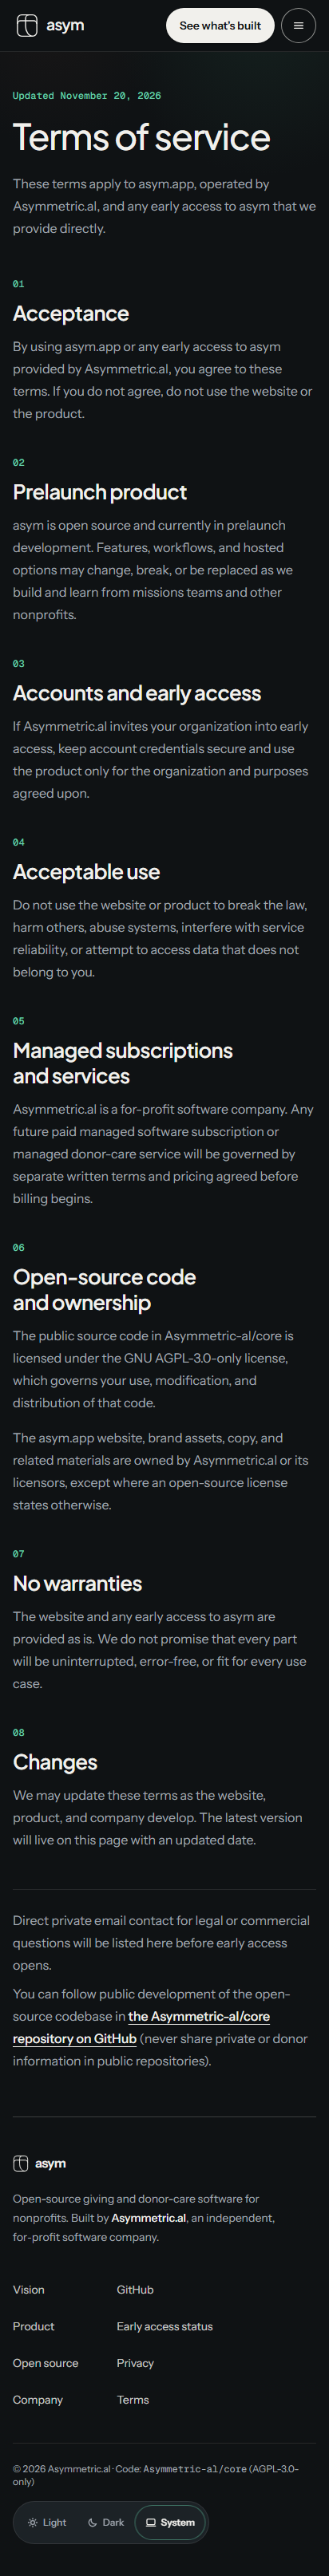 asym
See what's built
Updated November 20, 2026
Terms of service
These terms apply to asym.app, operated by
Asymmetric.al, and any early access to asym that we
provide directly.
01
Acceptance
By using asym.app or any early access to asym
provided by Asymmetric.al, you agree to these
terms. If you do not agree, do not use the website or
the product.
02
Prelaunch product
asym is open source and currently in prelaunch
development. Features, workflows, and hosted
options may change, break, or be replaced as we
build and learn from missions teams and other
nonprofits.
03
Accounts and early access
If Asymmetric.al invites your organization into early
access, keep account credentials secure and use
the product only for the organization and purposes
agreed upon.
04
Acceptable use
Do not use the website or product to break the law,
harm others, abuse systems, interfere with service
reliability, or attempt to access data that does not
belong to you.
05
Managed subscriptions
and services
Asymmetric.al is a for-profit software company. Any
future paid managed software subscription or
managed donor-care service will be governed by
separate written terms and pricing agreed before
billing begins.
06
Open-source code
and ownership
The public source code in Asymmetric-al/core is
licensed under the GNU AGPL-3.0-only license,
which governs your use, modification, and
distribution of that code.
The asym.app website, brand assets, copy, and
related materials are owned by Asymmetric.al or its
licensors, except where an open-source license
states otherwise.
07
No warranties
The website and any early access to asym are
provided as is. We do not promise that every part
will be uninterrupted, error-free, or fit for every use
case.
08
Changes
We may update these terms as the website,
product, and company develop. The latest version
will live on this page with an updated date.
Direct private email contact for legal or commercial
questions will be listed here before early access
opens.
You can follow public development of the open-
source codebase in the Asymmetric-al/core
repository on GitHub (never share private or donor
information in public repositories).
asym
Open-source giving and donor-care software for
nonprofits. Built by Asymmetric.al, an independent,
for-profit software company.
Vision
GitHub
Product
Early access status
Open source
Privacy
Company
Terms
© 2026 Asymmetric.al · Code: Asymmetric-al/core (AGPL-3.0-
only)
Light
Dark
System